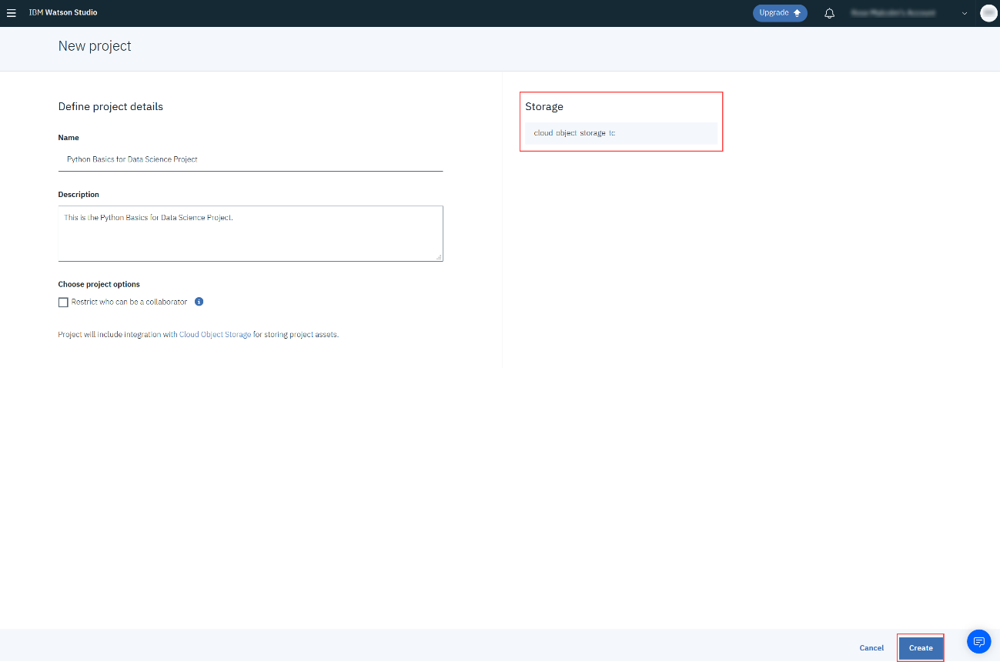 IBM Watson Studio
Upgrade
New project
Define project details
Name
Python Basics for Data Science Project
Description
This is the Python Basics for Data Science Project.
Choose project options
Restrict who can be a collaborator
Project will include integration with Cloud Object Storage for storing project assets.
Storage
cloud object storage tc
Cancel
Create